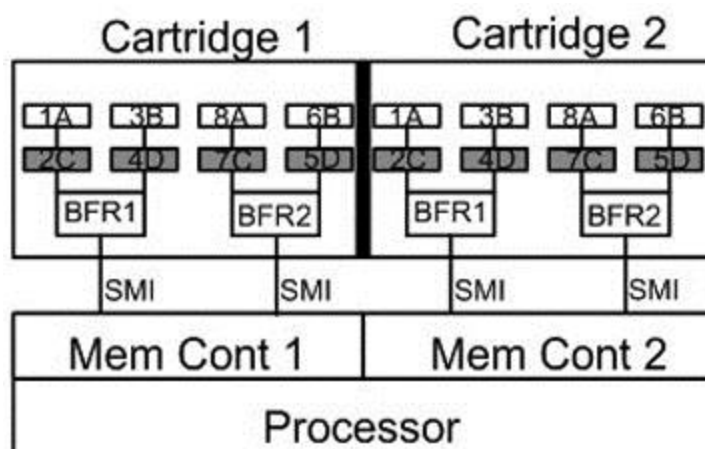 Cartridge 1 Cartridge 2
1A 3B 8A 6B 1A 3B 8A 6B
2C 4D 7C 5D 2C 4D 7C 5D
BFR1 BFR2 BFR1 BFR2
SMI SMI SMI SMI
Mem Cont 1 Mem Cont 2
Processor